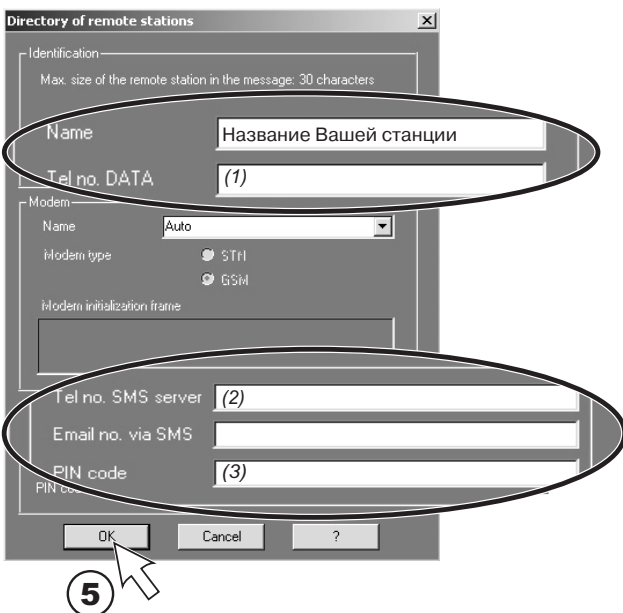 Directory of remote stations
Identification
Max. size of the remote station in the message: 30 characters
Name Название Вашей станции
Tel no. DATA (1)
Modem
Name Auto
Modem type STN
GSM
Modem initialization frame
Tel no. SMS server (2)
Email no. via SMS
PIN code (3)
OK Cancel ?
5